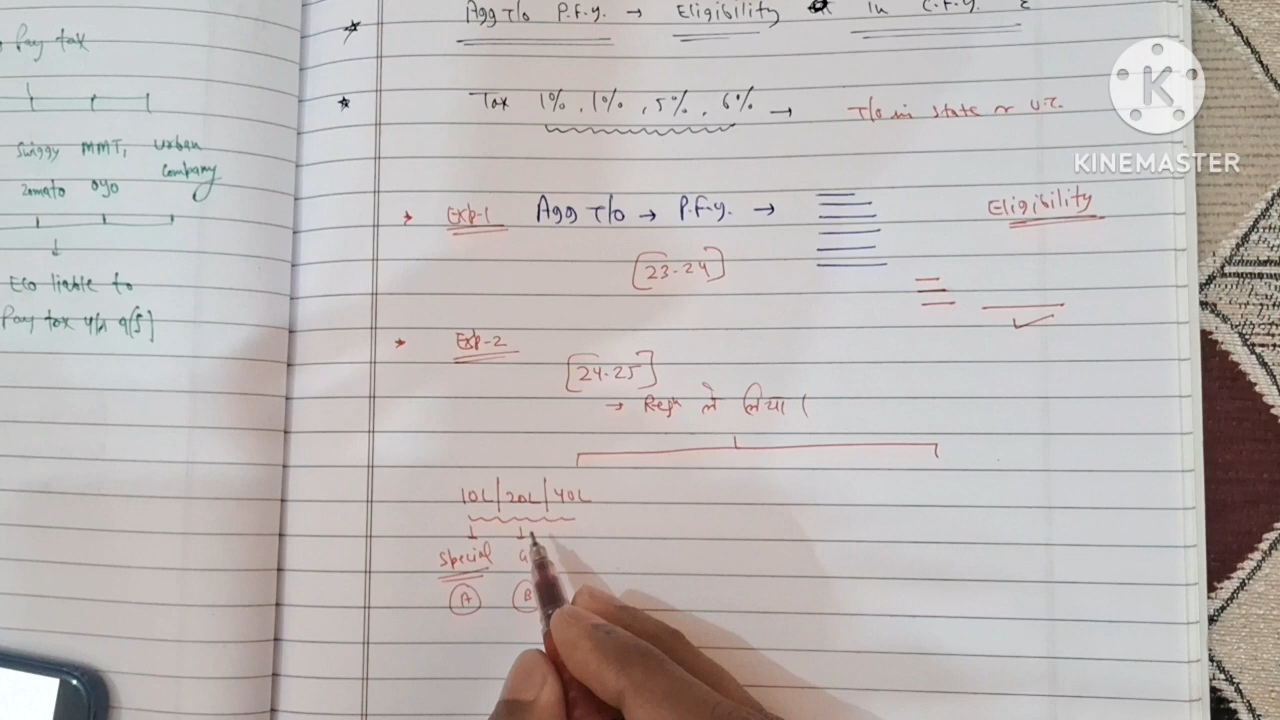 Pay tax
Swiggy MMT, Urban
Zomato OYO Company
Eco liable to
Pay tax u/s 9(5)
Agg T/o P.F.y. → Eligibility in C.F.y.
Tax 1%, 1%, 5%, 6% → T/o in state or U.T.
KINEMASTER
Exp-1 Agg T/o → P.F.y. → Eligibility
[23-24]
Exp-2
[24-25]
→ Regn ले लिया (
10L | 20L | 40L
Special
A B